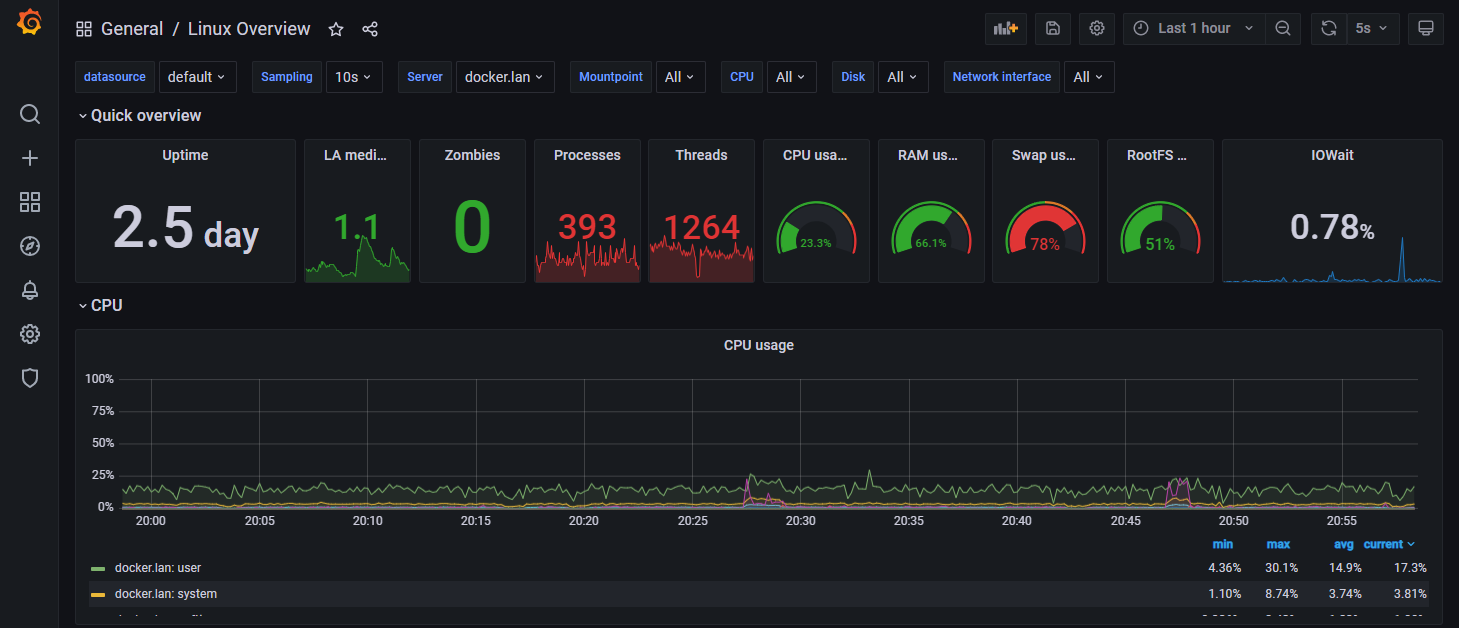 General / Linux Overview Last 1 hour 5s
datasource default Sampling 10s Server docker.lan Mountpoint All CPU All Disk All Network interface All
Quick overview
Uptime LA medi... Zombies Processes Threads CPU usa... RAM us... Swap us... RootFS ... IOWait
2.5 day 1.1 0 393 1264 23.3% 66.1% 78% 51% 0.78%
CPU
CPU usage
100%
75%
50%
25%
0%
20:00 20:05 20:10 20:15 20:20 20:25 20:30 20:35 20:40 20:45 20:50 20:55
min max avg current
docker.lan: user 4.36% 30.1% 14.9% 17.3%
docker.lan: system 1.10% 8.74% 3.74% 3.81%